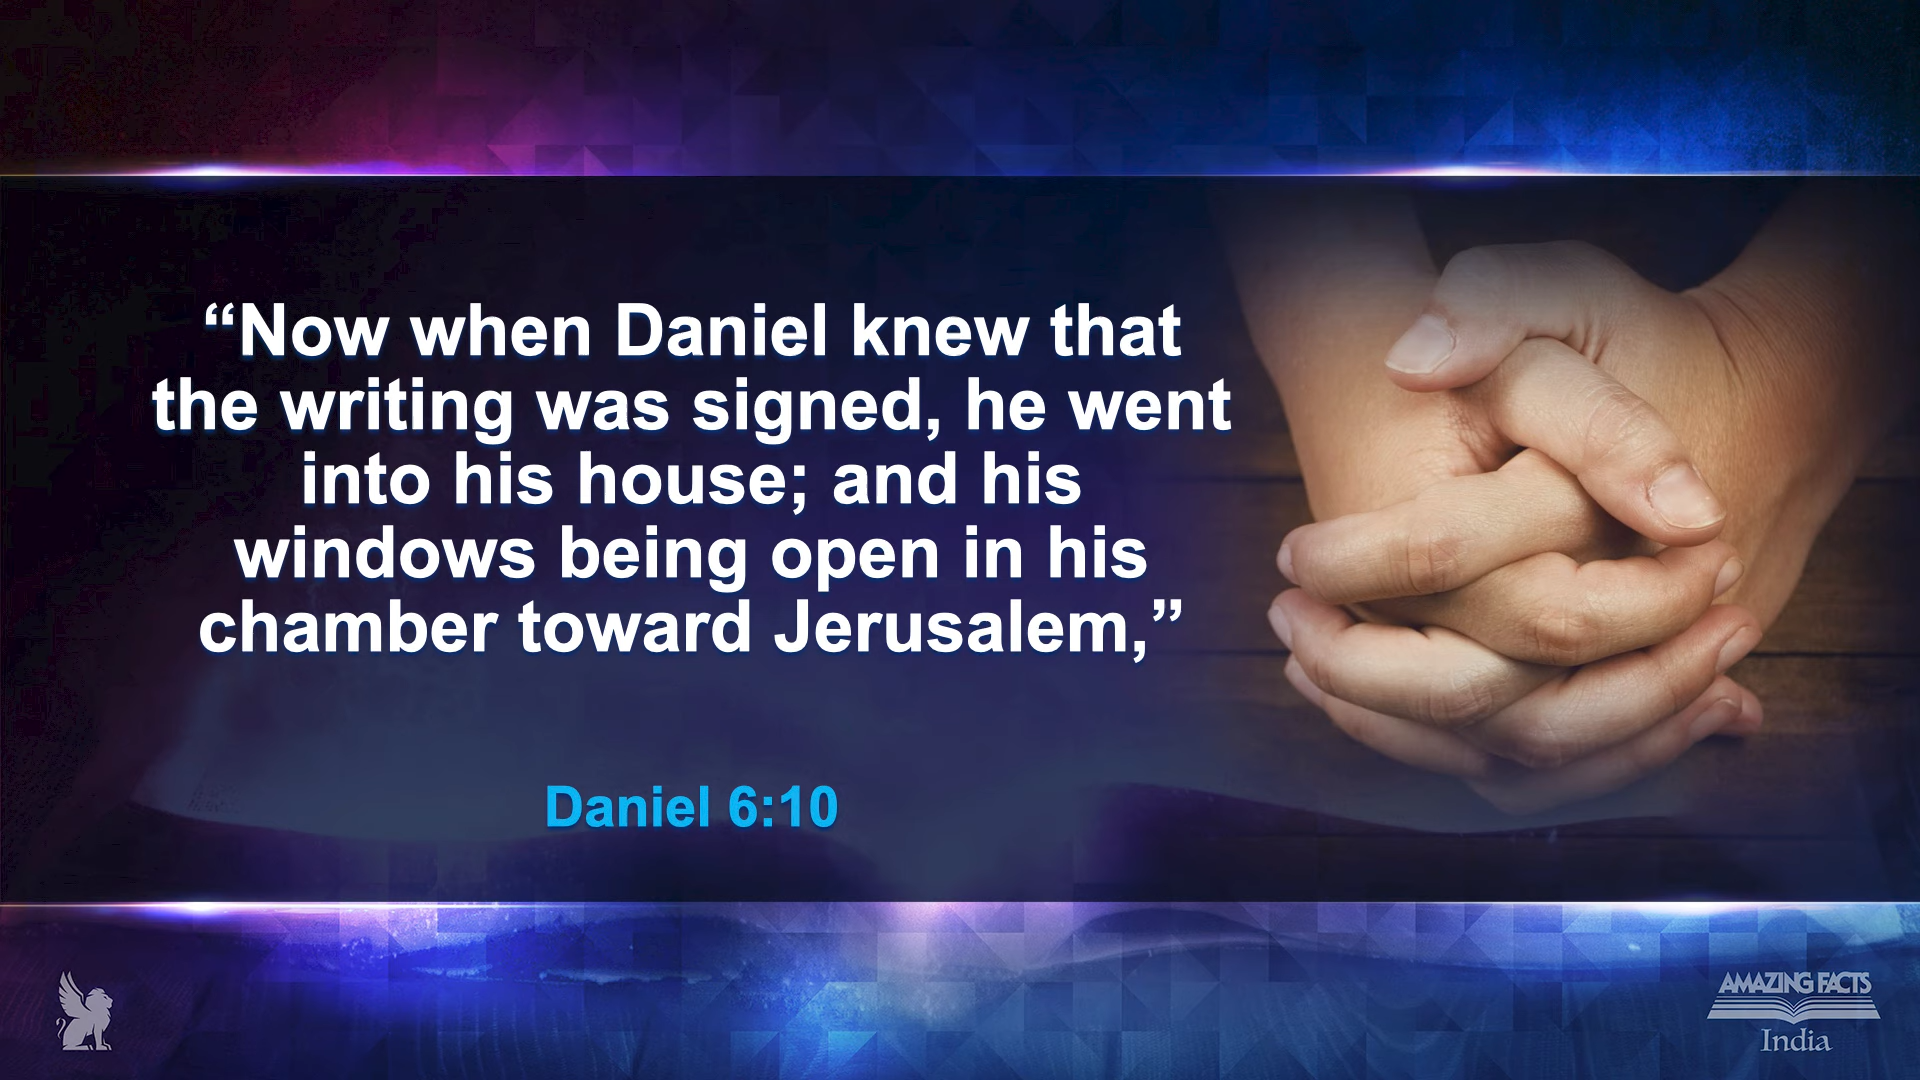 “Now when Daniel knew that
the writing was signed, he went
into his house; and his
windows being open in his
chamber toward Jerusalem,”
Daniel 6:10
AMAZING FACTS
India